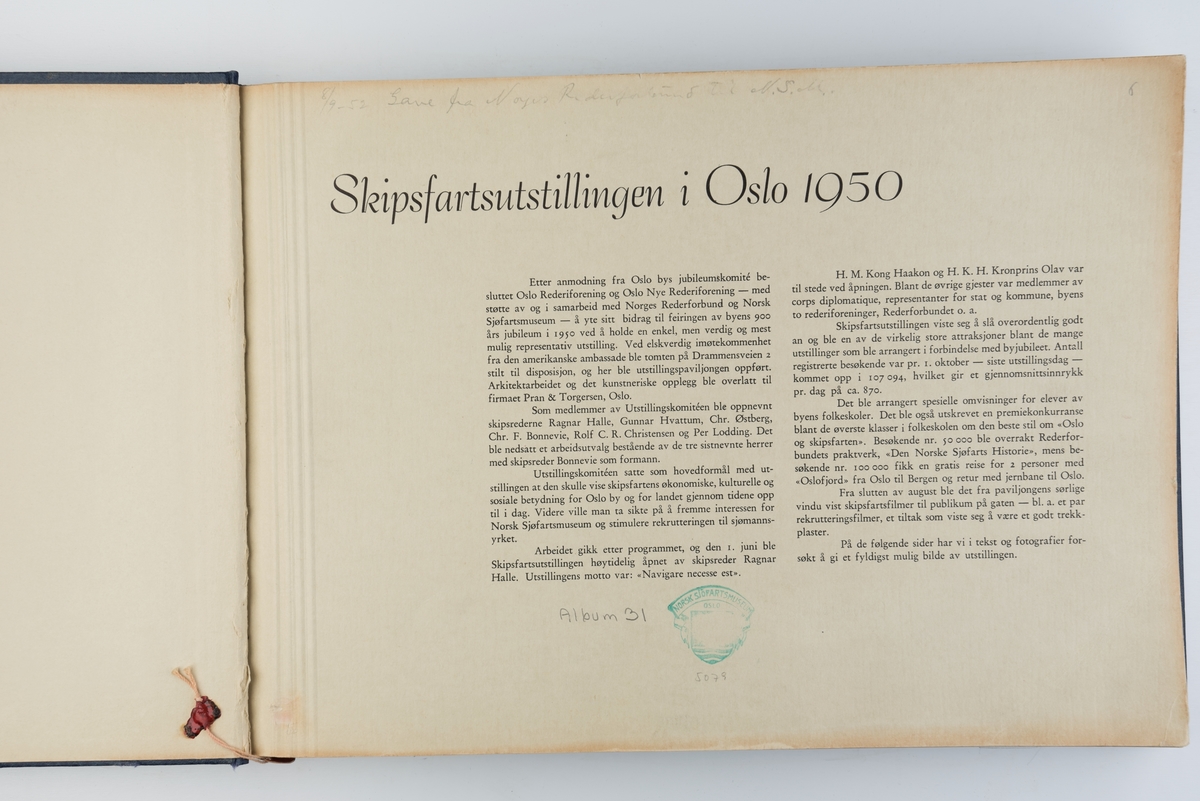 8/9-52 Gave fra Norges Rederforbund til N.S.M.
6
Skipsfartsutstillingen i Oslo 1950
Etter anmodning fra Oslo bys jubileumskomité be-
sluttet Oslo Rederiforening og Oslo Nye Rederiforening — med
støtte av og i samarbeid med Norges Rederforbund og Norsk
Sjøfartsmuseum — å yte sitt bidrag til feiringen av byens 900
års jubileum i 1950 ved å holde en enkel, men verdig og mest
mulig representativ utstilling. Ved elskverdig imøtekommenhet
fra den amerikanske ambassade ble tomten på Drammensveien 2
stilt til disposisjon, og her ble utstillingspaviljongen oppført.
Arkitektarbeidet og det kunstneriske opplegg ble overlatt til
firmaet Pran & Torgersen, Oslo.
Som medlemmer av Utstillingskomitéen ble oppnevnt
skipsrederne Ragnar Halle, Gunnar Hvattum, Chr. Østberg,
Chr. F. Bonnevie, Rolf C. R. Christensen og Per Lodding. Det
ble nedsatt et arbeidsutvalg bestående av de tre sistnevnte herrer
med skipsreder Bonnevie som formann.
Utstillingskomitéen satte som hovedformål med ut-
stillingen at den skulle vise skipsfartens økonomiske, kulturelle og
sosiale betydning for Oslo by og for landet gjennom tidene opp
til i dag. Videre ville man ta sikte på å fremme interessen for
Norsk Sjøfartsmuseum og stimulere rekrutteringen til sjømanns-
yrket.
Arbeidet gikk etter programmet, og den 1. juni ble
Skipsfartsutstillingen høytidelig åpnet av skipsreder Ragnar
Halle. Utstillingens motto var: «Navigare necesse est».
H. M. Kong Haakon og H. K. H. Kronprins Olav var
til stede ved åpningen. Blant de øvrige gjester var medlemmer av
corps diplomatique, representanter for stat og kommune, byens
to rederiforeninger, Rederforbundet o. a.
Skipsfartsutstillingen viste seg å slå overordentlig godt
an og ble en av de virkelig store attraksjoner blant de mange
utstillinger som ble arrangert i forbindelse med byjubileet. Antall
registrerte besøkende var pr. 1. oktober — siste utstillingsdag —
kommet opp i 107 094, hvilket gir et gjennomsnittsinnrykk
pr. dag på ca. 870.
Det ble arrangert spesielle omvisninger for elever av
byens folkeskoler. Det ble også utskrevet en premiekonkurranse
blant de øverste klasser i folkeskolen om den beste stil om «Oslo
og skipsfarten». Besøkende nr. 50 000 ble overrakt Rederfor-
bundets praktverk, «Den Norske Sjøfarts Historie», mens be-
søkende nr. 100 000 fikk en gratis reise for 2 personer med
«Oslofjord» fra Oslo til Bergen og retur med jernbane til Oslo.
Fra slutten av august ble det fra paviljongens sørlige
vindu vist skipsfartsfilmer til publikum på gaten — bl. a. et par
rekrutteringsfilmer, et tiltak som viste seg å være et godt trekk-
plaster.
På de følgende sider har vi i tekst og fotografier for-
søkt å gi et fyldigst mulig bilde av utstillingen.
Album 31
NORSK SJØFARTSMUSEUM
OSLO
5078